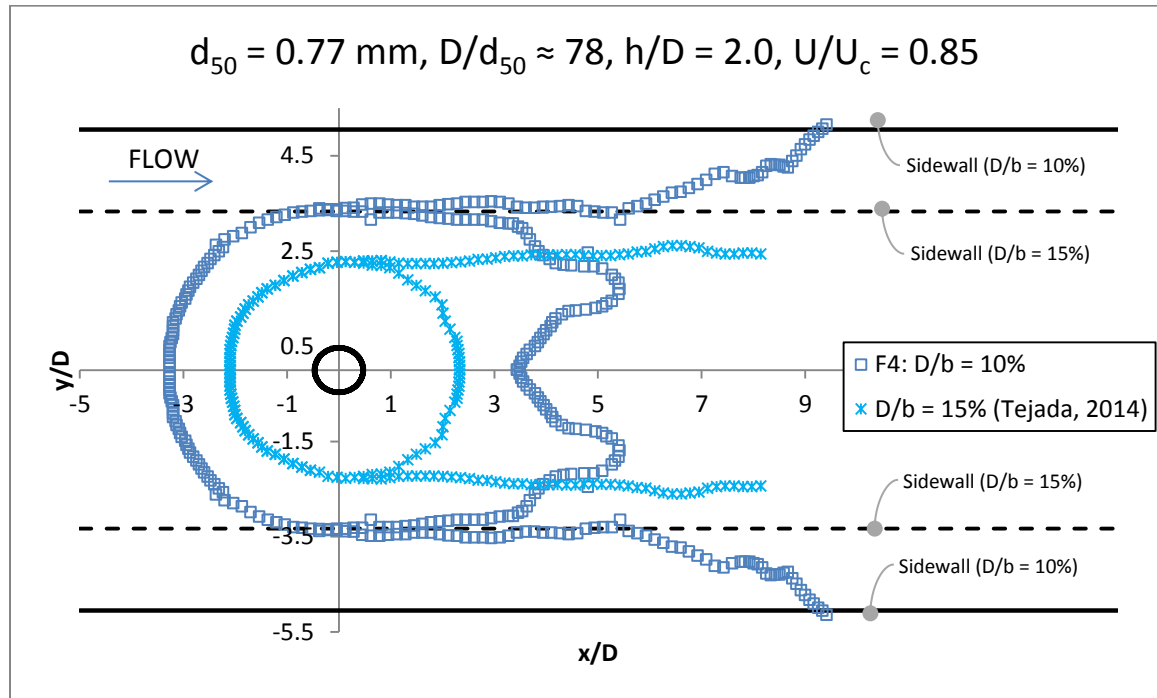 d50 = 0.77 mm, D/d50 ≈ 78, h/D = 2.0, U/Uc = 0.85
FLOW
4.5
Sidewall (D/b = 10%)
2.5
Sidewall (D/b = 15%)
0.5
y/D
-5 -3 -1 1 3 5 7 9
F4: D/b = 10%
D/b = 15% (Tejada, 2014)
-1.5
Sidewall (D/b = 15%)
-3.5
Sidewall (D/b = 10%)
-5.5
x/D